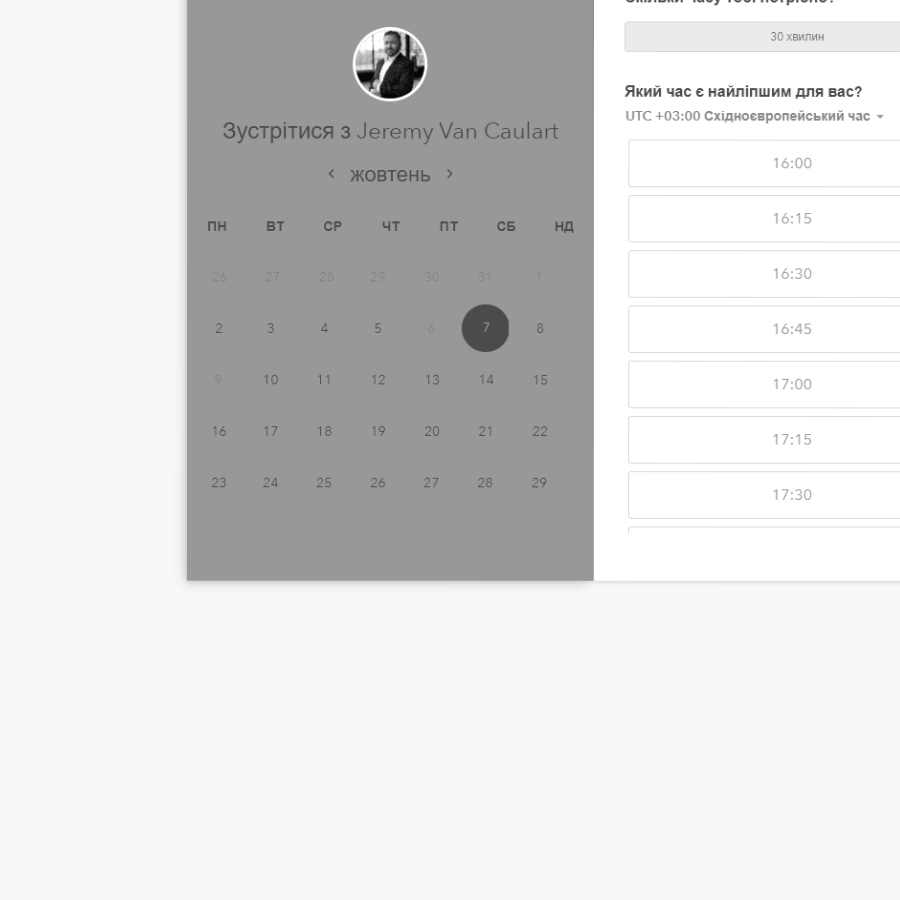 Зустрітися з Jeremy Van Caulart
жовтень
ПН ВТ СР ЧТ ПТ СБ НД
26 27 28 29 30 31 1
2 3 4 5 6 7 8
9 10 11 12 13 14 15
16 17 18 19 20 21 22
23 24 25 26 27 28 29
30 хвилин
Який час є найліпшим для вас?
UTC +03:00 Східноєвропейський час
16:00
16:15
16:30
16:45
17:00
17:15
17:30